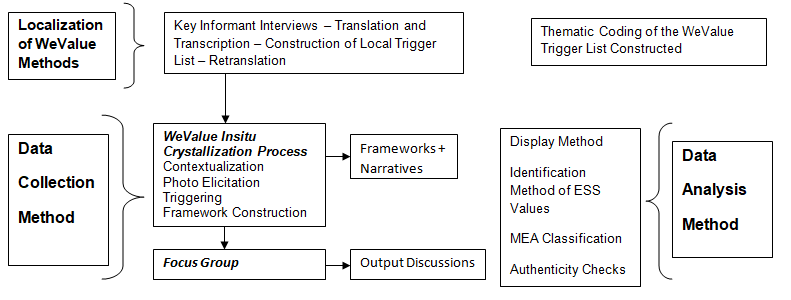 Localization
of WeValue
Methods
Key Informant Interviews – Translation and
Transcription – Construction of Local Trigger
List – Retranslation
Thematic Coding of the WeValue
Trigger List Constructed
Data
Collection
Method
WeValue Insitu
Crystallization Process
Contextualization
Photo Elicitation
Triggering
Framework Construction
Frameworks +
Narratives
Focus Group
Output Discussions
Display Method
Identification
Method of ESS
Values
MEA Classification
Authenticity Checks
Data
Analysis
Method